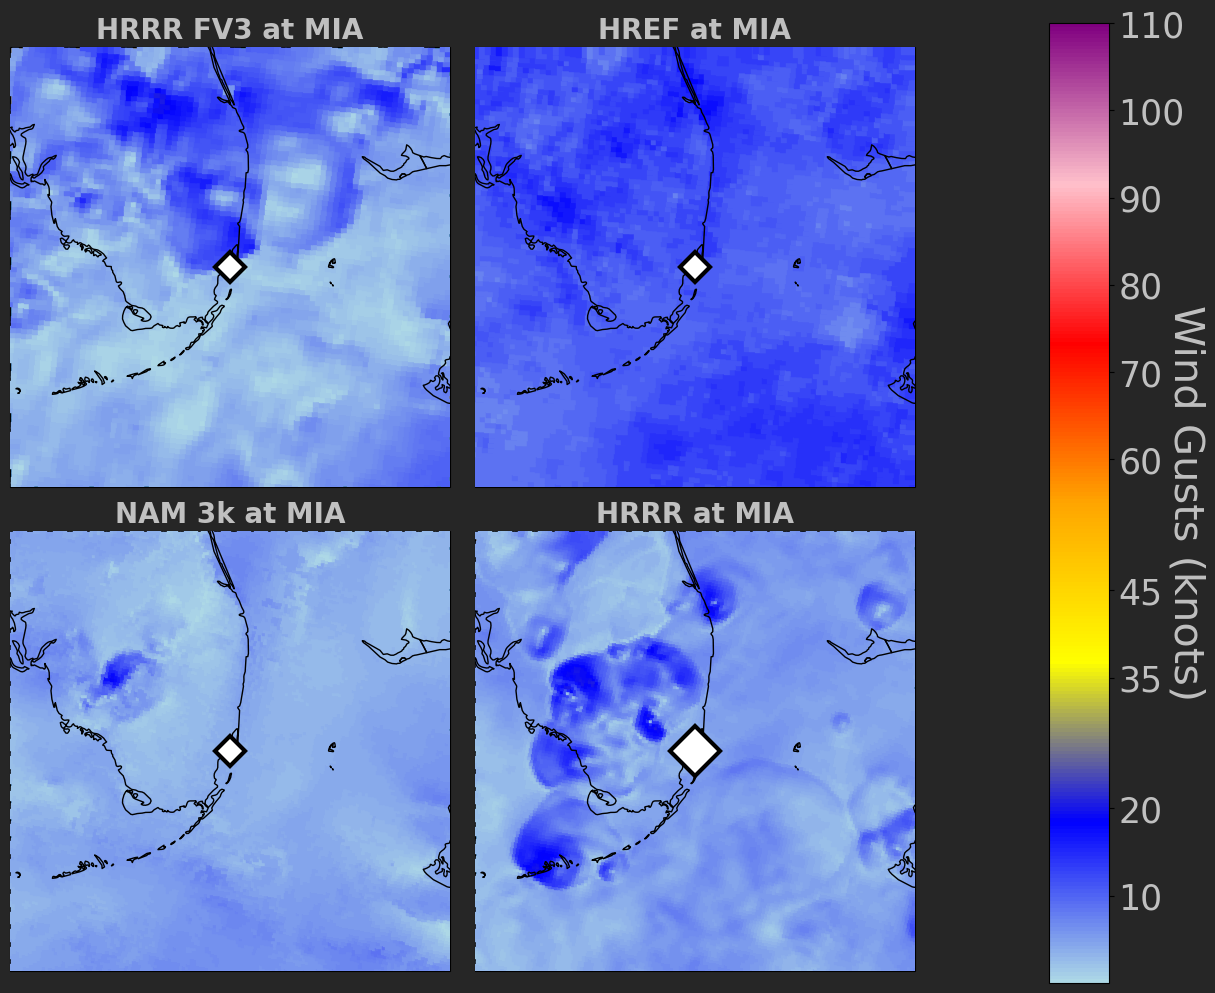 HRRR FV3 at MIA
HREF at MIA
NAM 3k at MIA
HRRR at MIA
110
100
90
80
70
60
45
35
20
10
Wind Gusts (knots)